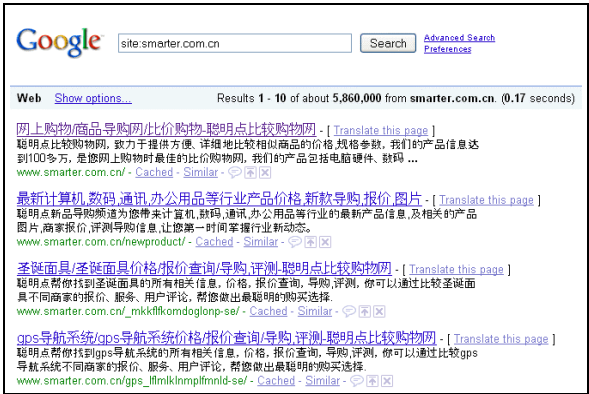 Google site:smarter.com.cn Search Advanced Search
Preferences
Web Show options... Results 1 - 10 of about 5,860,000 from smarter.com.cn. (0.17 seconds)
网上购物/商品导购网/比价购物-聪明点比较购物网 - [ Translate this page ]
聪明点比较购物网, 致力于提供方便、详细地比较相似商品的价格,规格参数, 我们的产品信息达
到100多万, 是您网上购物时最佳的比价购物网, 我们的产品包括电脑硬件、数码 ...
www.smarter.com.cn/ - Cached - Similar -
最新计算机,数码,通讯,办公用品等行业产品价格,新款导购,报价,图片 - [ Translate this page ]
聪明点新品导购频道为您带来计算机,数码,通讯,办公用品等行业的最新产品信息,及相关的产品
图片,商家报价,评测导购信息,让您第一时间掌握行业新动态。
www.smarter.com.cn/newproduct/ - Cached - Similar -
圣诞面具/圣诞面具价格/报价查询/导购,评测-聪明点比较购物网 - [ Translate this page ]
聪明点帮你找到圣诞面具的所有相关信息, 价格, 报价查询, 导购,评测, 你可以通过比较圣诞面
具不同商家的报价、服务、用户评论, 帮您做出最聪明的购买选择.
www.smarter.com.cn/_mkkflfkomdoglonp-se/ - Cached - Similar -
gps导航系统/gps导航系统价格/报价查询/导购,评测-聪明点比较购物网 - [ Translate this page ]
聪明点帮你找到gps导航系统的所有相关信息, 价格, 报价查询, 导购,评测, 你可以通过比较gps
导航系统不同商家的报价、服务、用户评论, 帮您做出最聪明的购买选择.
www.smarter.com.cn/gps_lflmlklnmplfmnld-se/ - Cached - Similar -